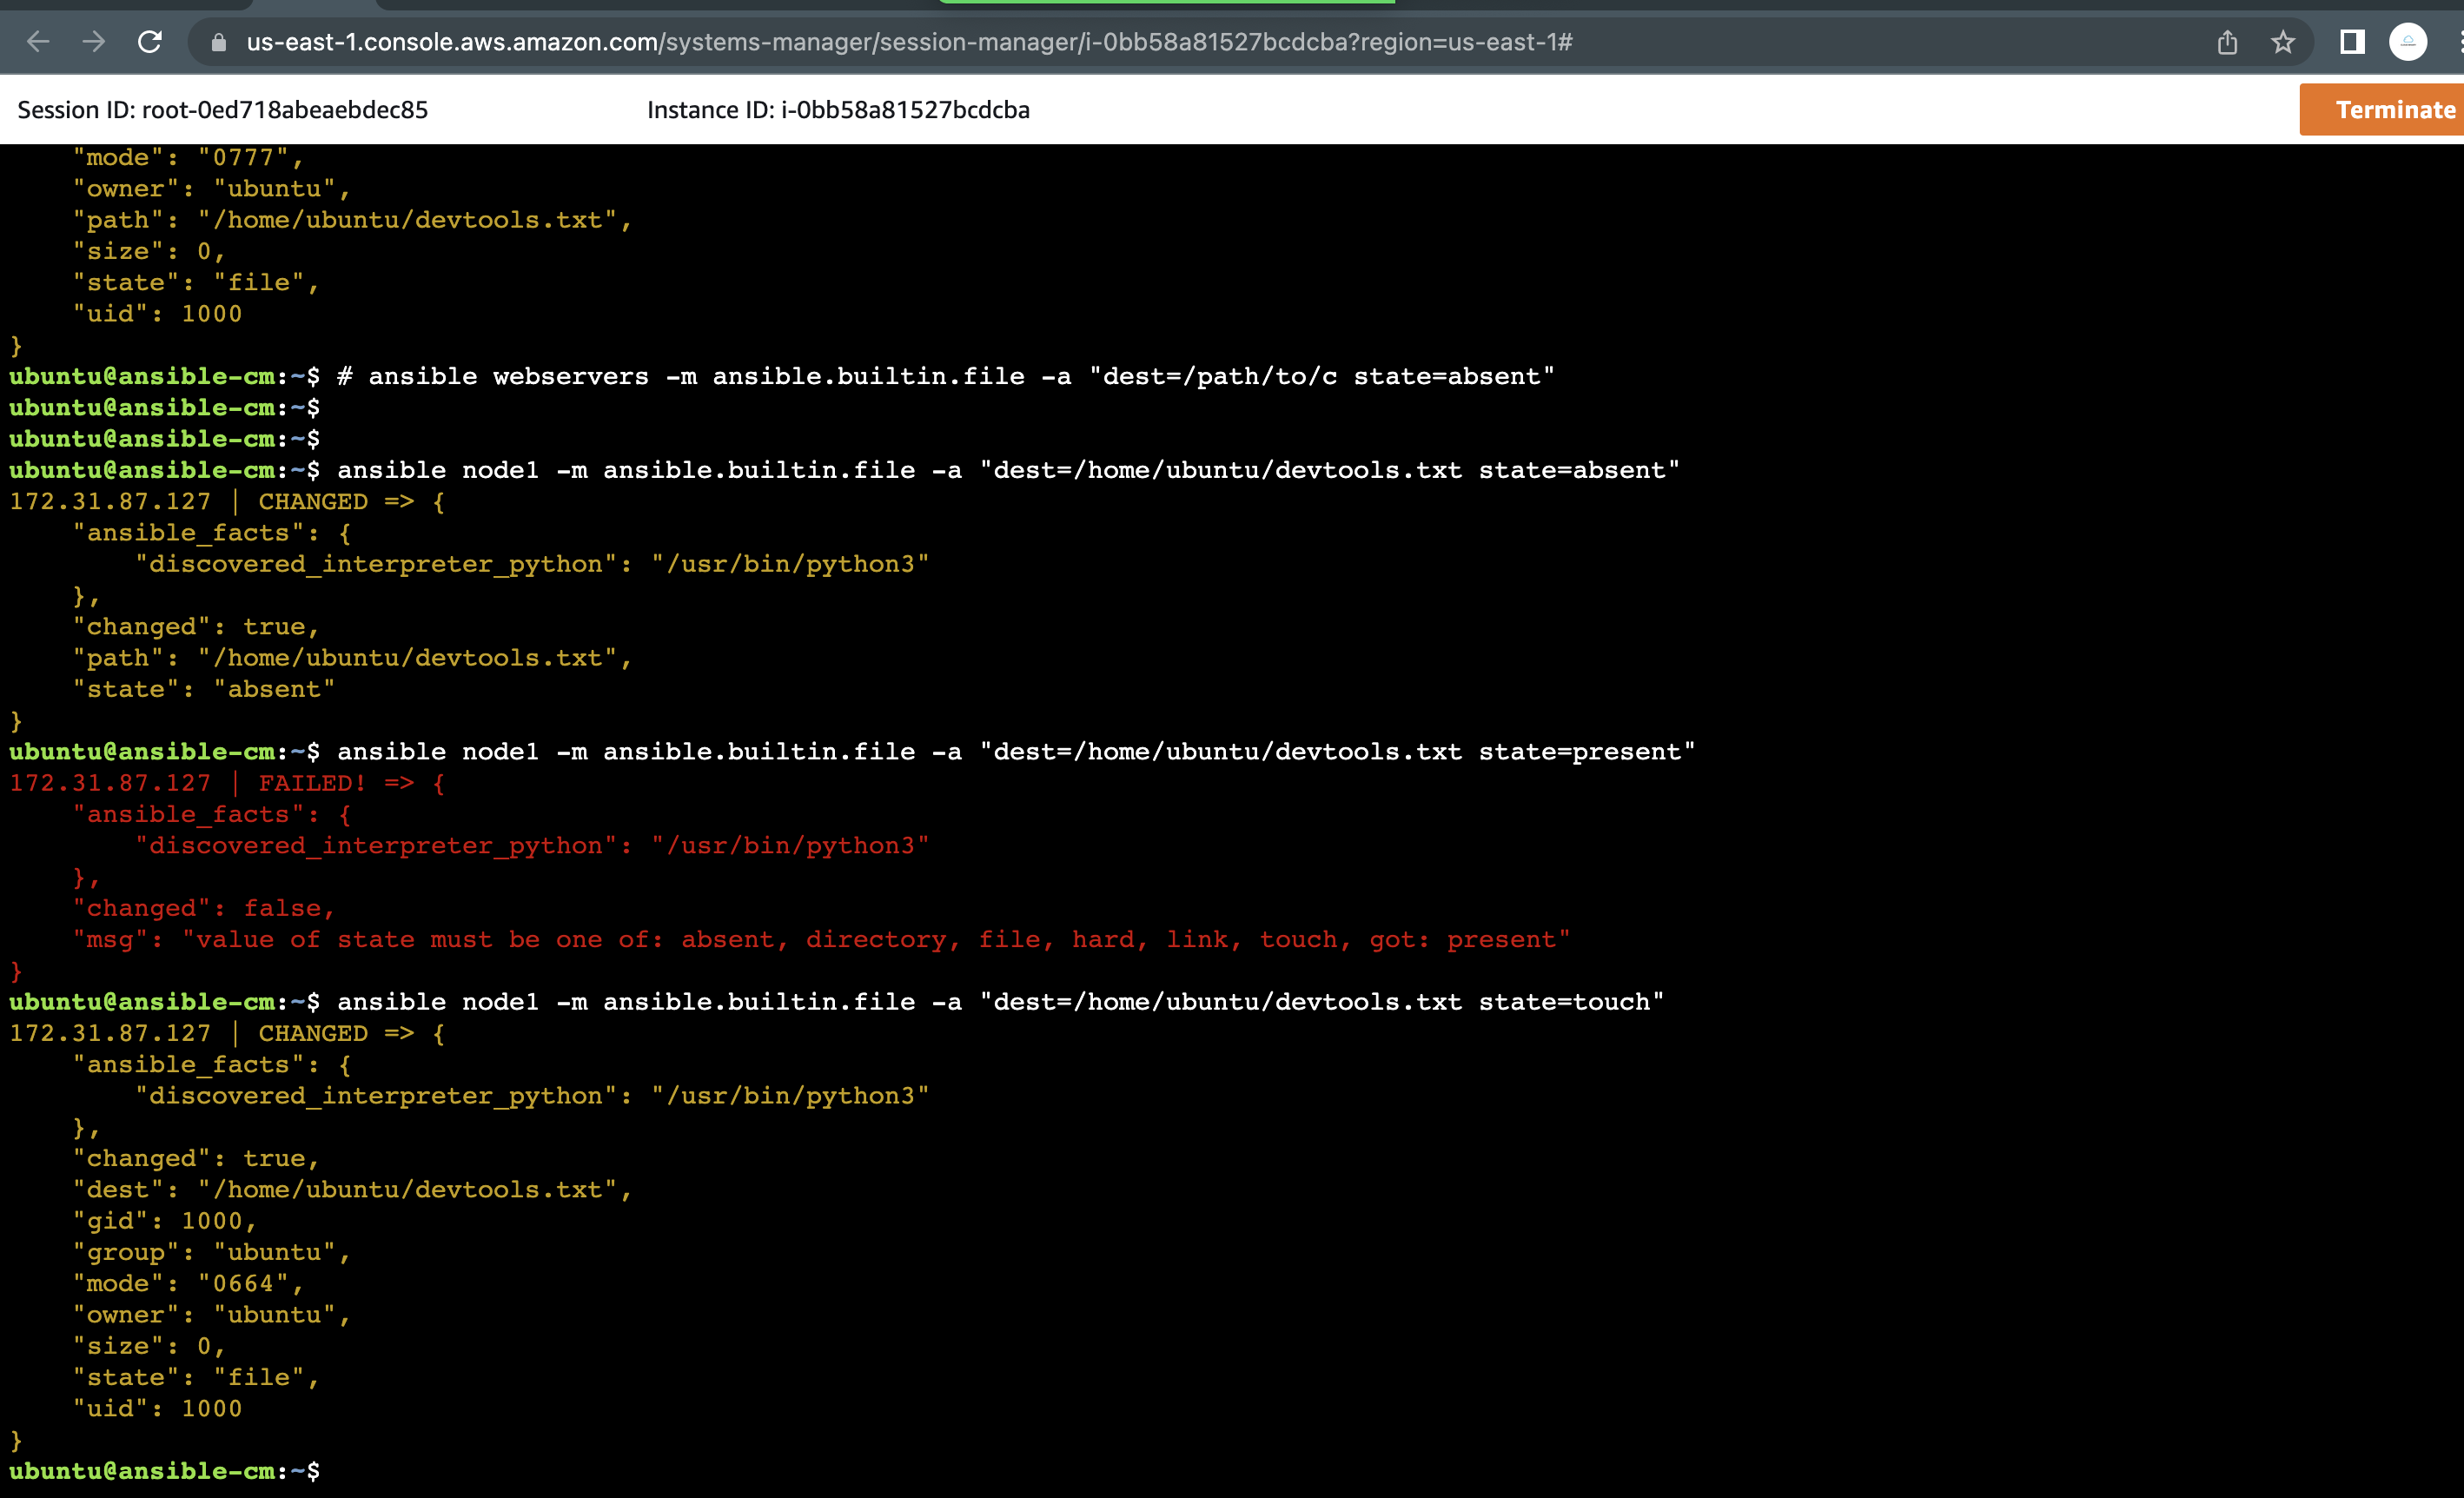 us-east-1.console.aws.amazon.com/systems-manager/session-manager/i-0bb58a81527bcdcba?region=us-east-1#
Session ID: root-0ed718abeaebdec85 Instance ID: i-0bb58a81527bcdcba Terminate
    "mode": "0777",
    "owner": "ubuntu",
    "path": "/home/ubuntu/devtools.txt",
    "size": 0,
    "state": "file",
    "uid": 1000
}
ubuntu@ansible-cm:~$ # ansible webservers -m ansible.builtin.file -a "dest=/path/to/c state=absent"
ubuntu@ansible-cm:~$
ubuntu@ansible-cm:~$
ubuntu@ansible-cm:~$ ansible node1 -m ansible.builtin.file -a "dest=/home/ubuntu/devtools.txt state=absent"
172.31.87.127 | CHANGED => {
    "ansible_facts": {
        "discovered_interpreter_python": "/usr/bin/python3"
    },
    "changed": true,
    "path": "/home/ubuntu/devtools.txt",
    "state": "absent"
}
ubuntu@ansible-cm:~$ ansible node1 -m ansible.builtin.file -a "dest=/home/ubuntu/devtools.txt state=present"
172.31.87.127 | FAILED! => {
    "ansible_facts": {
        "discovered_interpreter_python": "/usr/bin/python3"
    },
    "changed": false,
    "msg": "value of state must be one of: absent, directory, file, hard, link, touch, got: present"
}
ubuntu@ansible-cm:~$ ansible node1 -m ansible.builtin.file -a "dest=/home/ubuntu/devtools.txt state=touch"
172.31.87.127 | CHANGED => {
    "ansible_facts": {
        "discovered_interpreter_python": "/usr/bin/python3"
    },
    "changed": true,
    "dest": "/home/ubuntu/devtools.txt",
    "gid": 1000,
    "group": "ubuntu",
    "mode": "0664",
    "owner": "ubuntu",
    "size": 0,
    "state": "file",
    "uid": 1000
}
ubuntu@ansible-cm:~$